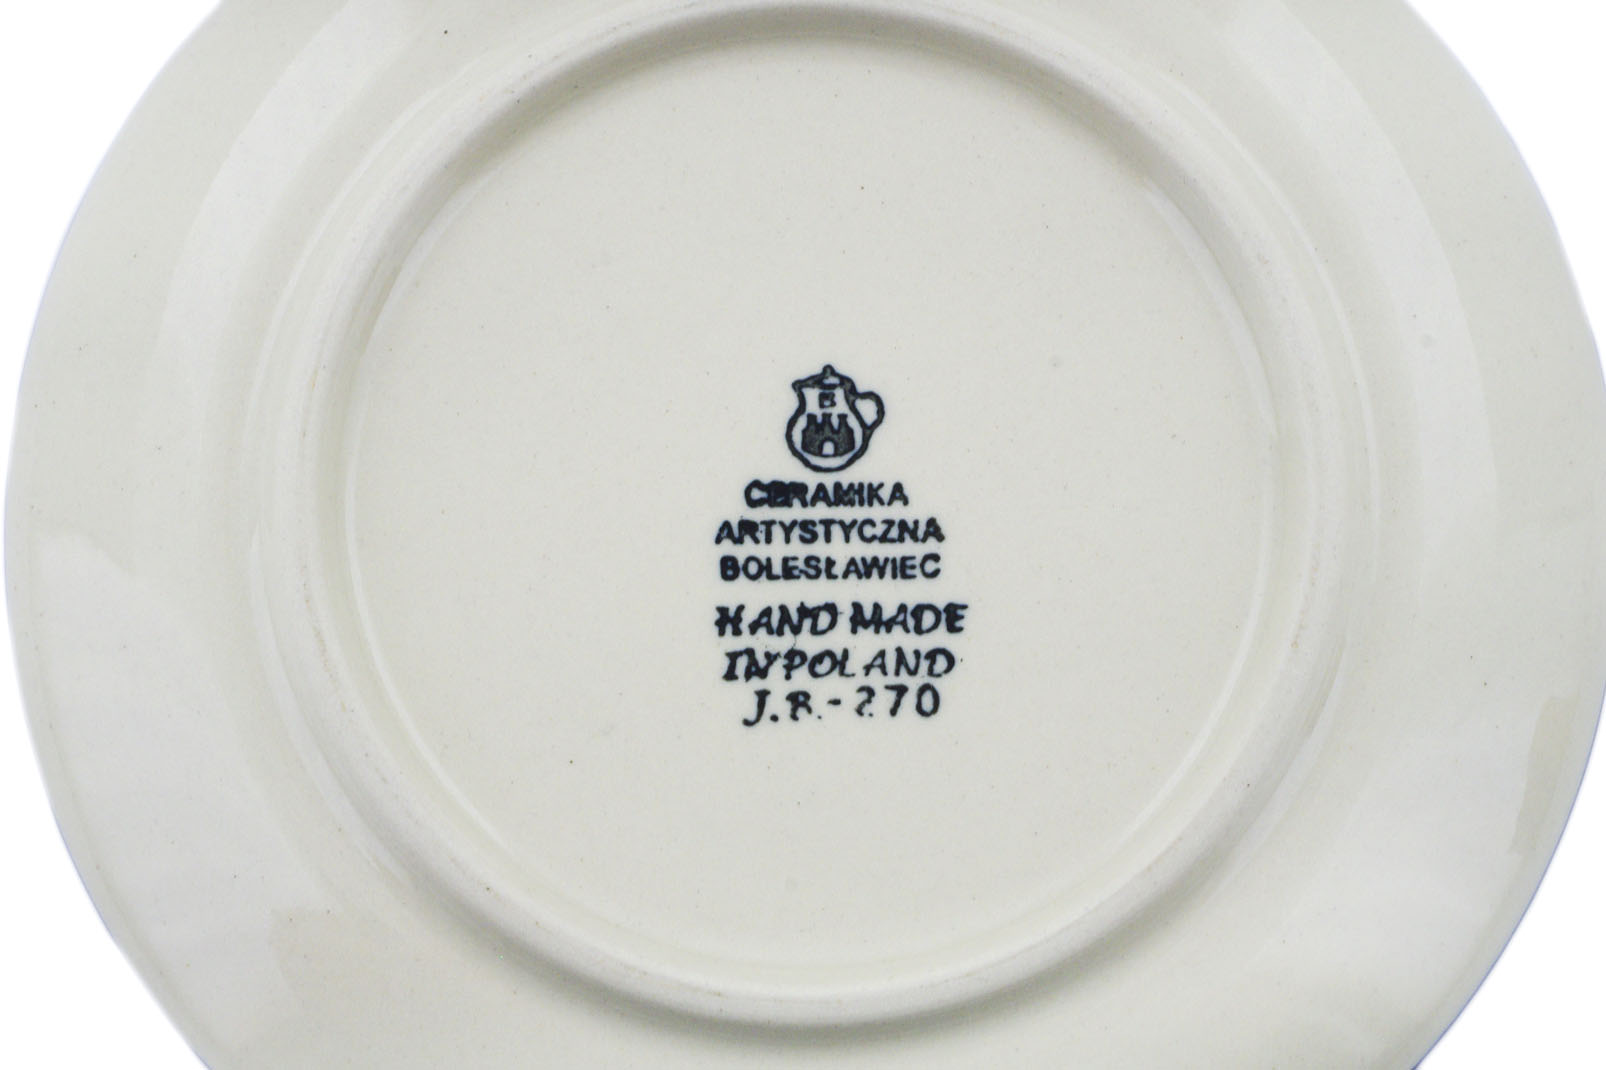 B
CERAMIKA
ARTYSTYCZNA
BOLESŁAWIEC
HAND MADE
IN POLAND
J.B.-270